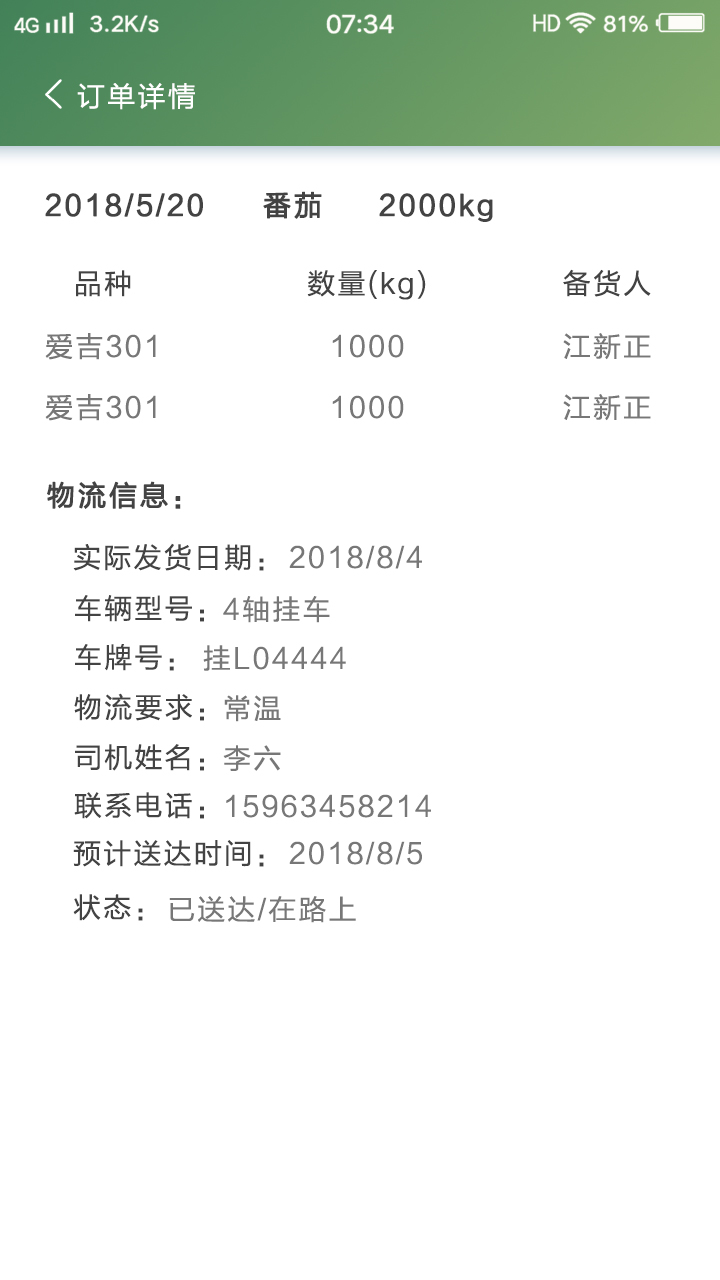 4G 3.2K/s 07:34 HD 81%
订单详情
2018/5/20 番茄 2000kg
品种 数量(kg) 备货人
爱吉301 1000 江新正
爱吉301 1000 江新正
物流信息：
实际发货日期：2018/8/4
车辆型号：4轴挂车
车牌号：挂L04444
物流要求：常温
司机姓名：李六
联系电话：15963458214
预计送达时间：2018/8/5
状态：已送达/在路上